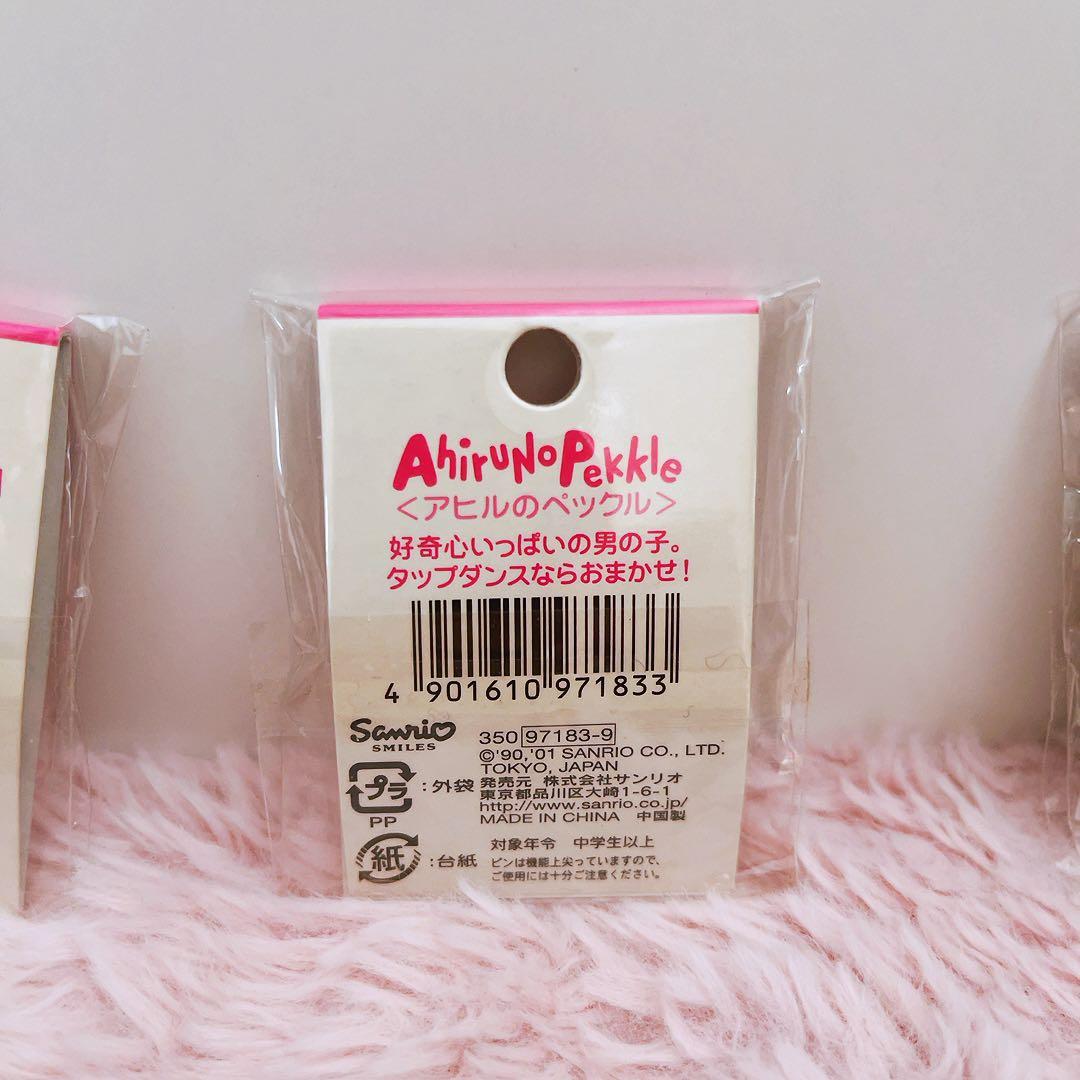 AhiruNoPekkle
<アヒルのペックル>
好奇心いっぱいの男の子。
タップダンスならおまかせ!
4 901610 971833
Sanrio
SMILES
350 97183-9
©'90,'01 SANRIO CO., LTD.
TOKYO, JAPAN
プラ :外袋
PP
発売元 株式会社サンリオ
東京都品川区大崎1-6-1
http://www.sanrio.co.jp/
MADE IN CHINA 中国製
紙 :台紙
対象年令 中学生以上
ピンは機能上尖っていますので、
ご使用には十分ご注意ください。